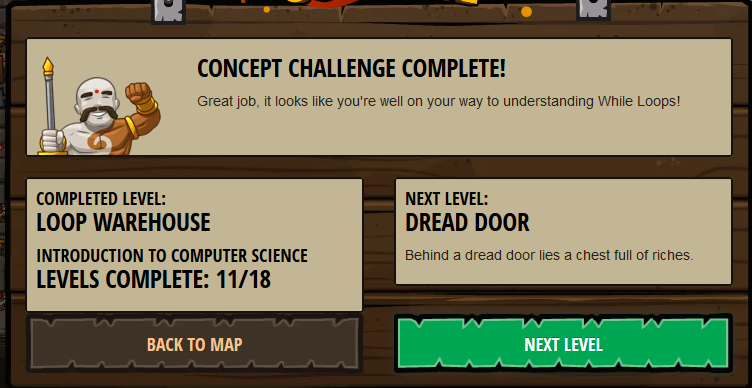 CONCEPT CHALLENGE COMPLETE!
Great job, it looks like you're well on your way to understanding While Loops!
COMPLETED LEVEL:
LOOP WAREHOUSE
INTRODUCTION TO COMPUTER SCIENCE
LEVELS COMPLETE: 11/18
NEXT LEVEL:
DREAD DOOR
Behind a dread door lies a chest full of riches.
BACK TO MAP
NEXT LEVEL